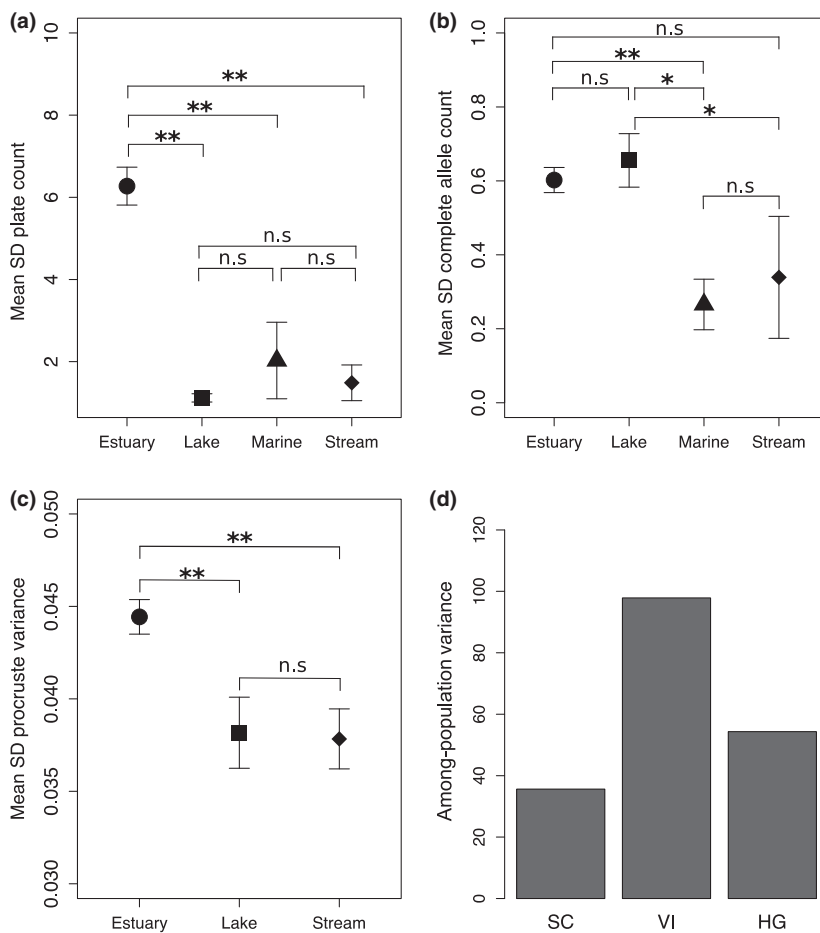 (a)
Mean SD plate count
10
8
6
4
2
**
**
**
n.s
n.s
n.s
Estuary Lake Marine Stream
(b)
Mean SD complete allele count
1.0
0.8
0.6
0.4
0.2
0.0
n.s
**
n.s
*
*
n.s
Estuary Lake Marine Stream
(c)
Mean SD procruste variance
0.050
0.045
0.040
0.035
0.030
**
**
n.s
Estuary Lake Stream
(d)
Among-population variance
120
100
80
60
40
20
0
SC VI HG